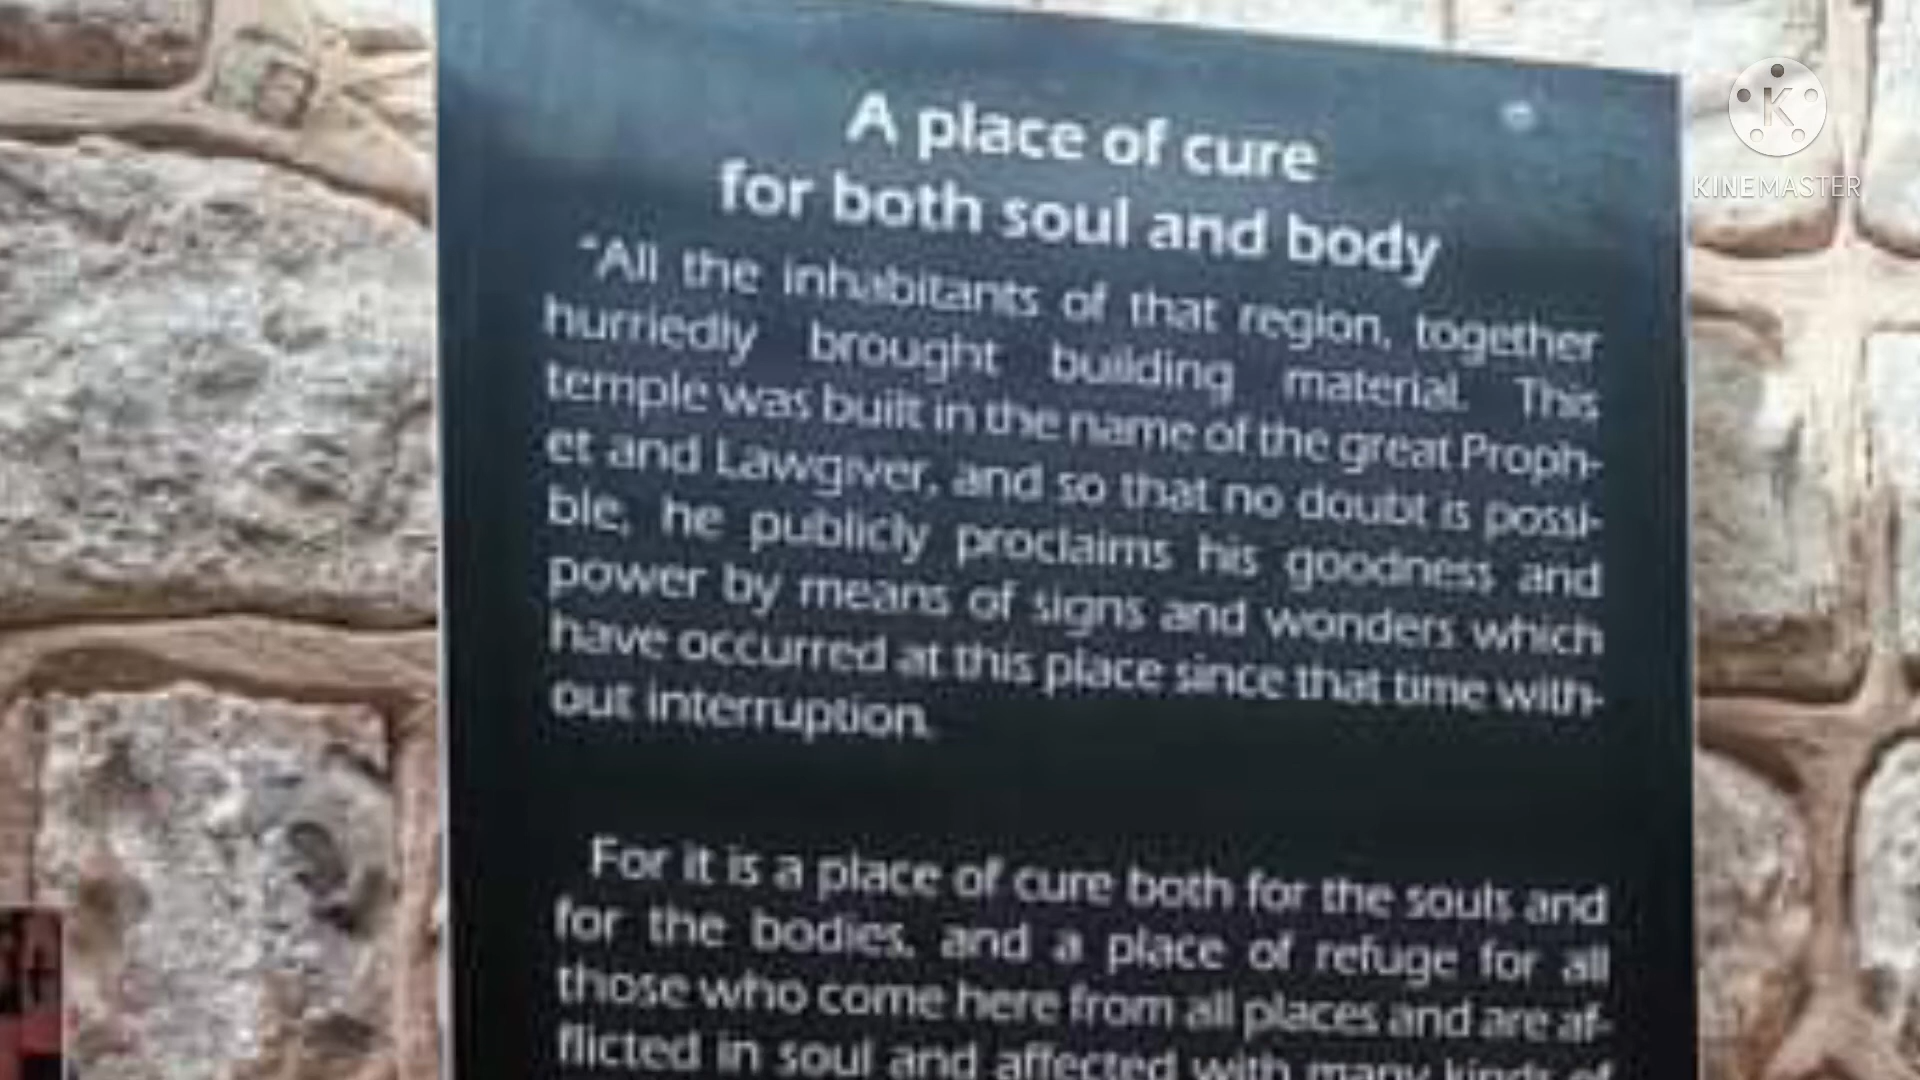 A place of cure
for both soul and body
"All the inhabitants of that region, together
hurriedly brought building material. This
temple was built in the name of the great Proph-
et and Lawgiver, and so that no doubt is possi-
ble, he publicly proclaims his goodness and
power by means of signs and wonders which
have occurred at this place since that time with-
out interruption.
For it is a place of cure both for the souls and
for the bodies, and a place of refuge for all
those who come here from all places and are af-
flicted in soul and affected with many kinds of
K
KINEMASTER